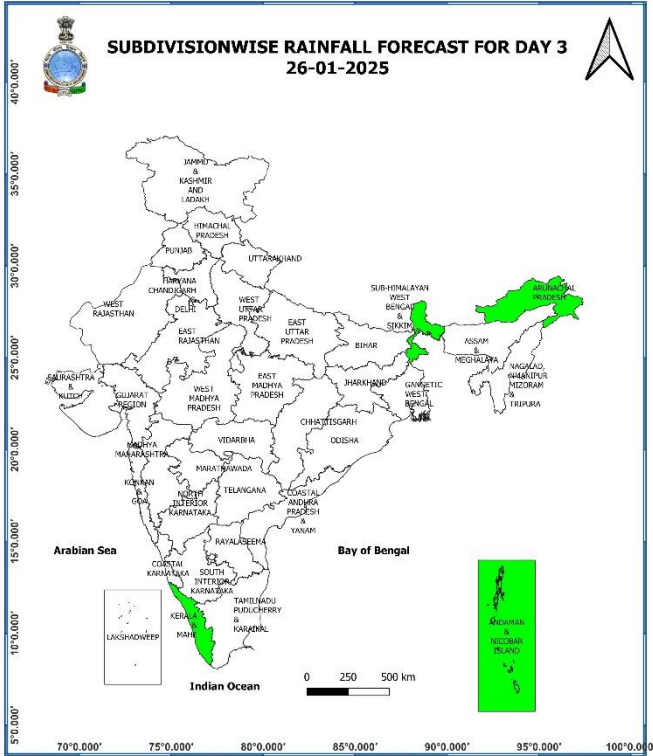 SUBDIVISIONWISE RAINFALL FORECAST FOR DAY 3
26-01-2025
40°0.000'
35°0.000'
30°0.000'
25°0.000'
20°0.000'
15°0.000'
10°0.000'
5°0.000'
JAMMU
&
KASHMIR
AND
LADAKH
HIMACHAL
PRADESH
PUNJAB
UTTARAKHAND
HARYANA
CHANDIGARH
&
DELHI
WEST
RAJASTHAN
WEST
UTTAR
PRADESH
EAST
RAJASTHAN
EAST
UTTAR
PRADESH
SUB-HIMALAYAN
WEST
BENGAL
&
SIKKIM
ARUNACHAL
PRADESH
BIHAR
ASSAM
&
MEGHALAYA
NAGALAD,
MANIPUR
MIZORAM
&
TRIPURA
SAURASHTRA
&
KUTCH
GUJARAT
REGION
WEST
MADHYA
PRADESH
EAST
MADHYA
PRADESH
JHARKHAND
GANGETIC
WEST
BENGAL
CHHATTISGARH
ODISHA
VIDARBHA
MADHYA
MAHARASHTRA
MARATHAWADA
KONKAN
&
GOA
NORTH
INTERIOR
KARNATAKA
TELANGANA
COASTAL
ANDHRA
PRADESH
&
YANAM
RAYALASEEMA
Arabian Sea
Bay of Bengal
COASTAL
KARNATAKA
SOUTH
INTERIOR
KARNATAKA
TAMILNADU
PUDUCHERRY
&
KARAIKAL
KERALA
&
MAHE
LAKSHADWEEP
ANDAMAN
&
NICOBAR
ISLAND
Indian Ocean
0 250 500 km
70°0.000' 75°0.000' 80°0.000' 85°0.000' 90°0.000' 95°0.000' 100°0.000'